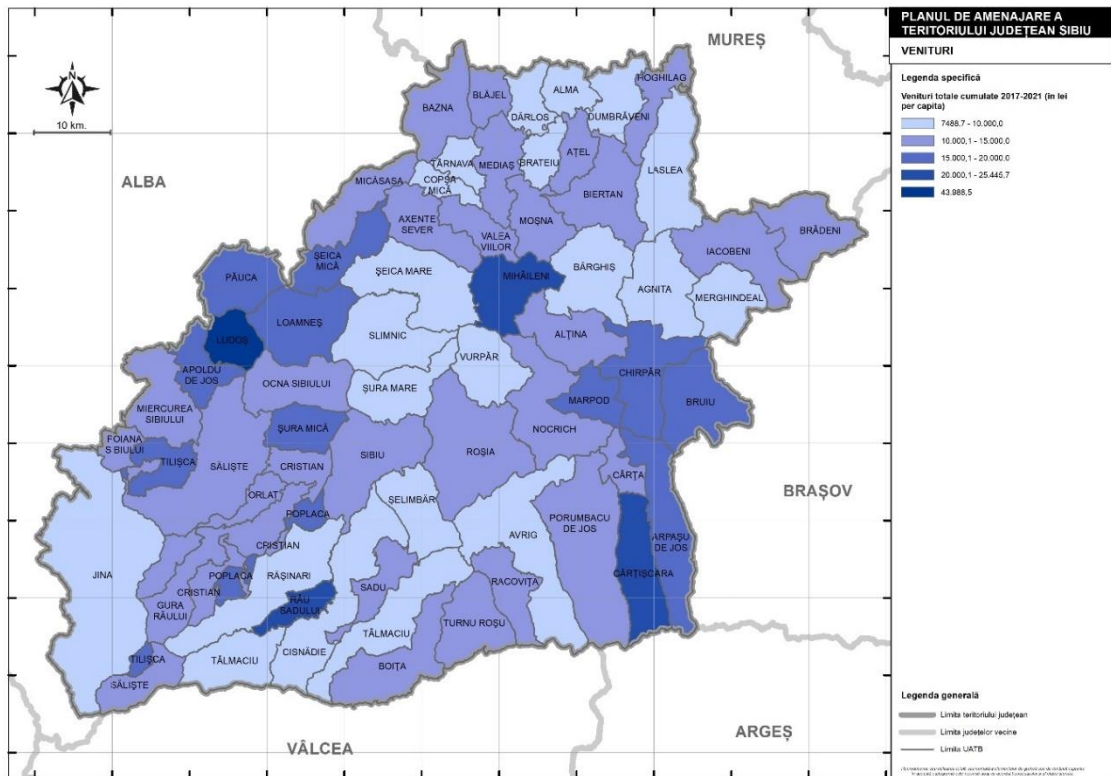 PLANUL DE AMENAJARE A
TERITORIULUI JUDEȚEAN SIBIU
VENITURI
Legenda specifică
Venituri totale cumulate 2017-2021 (în lei
per capita)
7488,7 - 10.000,0
10.000,1 - 15.000,0
15.000,1 - 20.000,0
20.000,1 - 25.445,7
43.988,5
MUREȘ
N
10 km.
ALBA
HOGHILAG
BLĂJEL
ALMA
BAZNA
DÂRLOS
DUMBRĂVENI
TÂRNAVA
MEDIAȘ
BRATEIU
AȚEL
LASLEA
COPȘA
MICĂ
MICĂSASA
BIERTAN
AXENTE
SEVER
MOȘNA
VALEA
VIILOR
BRĂDENI
IACOBENI
ȘEICA
MICĂ
ȘEICA MARE
MIHĂILENI
BÂRGHIȘ
PĂUCA
AGNITA
MERGHINDEAL
LOAMNEȘ
SLIMNIC
ALȚINA
LUDOȘ
VURPĂR
APOLDU
DE JOS
OCNA SIBIULUI
ȘURA MARE
CHIRPĂR
MARPOD
BRUIU
MIERCUREA
SIBIULUI
ȘURA MICĂ
NOCRICH
FOIANA
S BIULUI
TILIȘCA
SĂLIȘTE
CRISTIAN
SIBIU
ROȘIA
CÂRȚA
ORLAT
ȘELIMBĂR
BRAȘOV
POPLACA
PORUMBACU
DE JOS
AVRIG
ARPAȘU
DE JOS
CRISTIAN
JINA
POPLACA
RĂȘINARI
CÂRȚIȘOARA
RACOVIȚA
SADU
CRISTIAN
GURA
RÂULUI
RÂU
SADULUI
TURNU ROȘU
TĂLMACIU
CISNĂDIE
TILIȘCA
TĂLMACIU
BOIȚA
SĂLIȘTE
VÂLCEA
ARGEȘ
Legenda generală
Limita teritoriului județean
Limita județelor vecine
Limita UATB